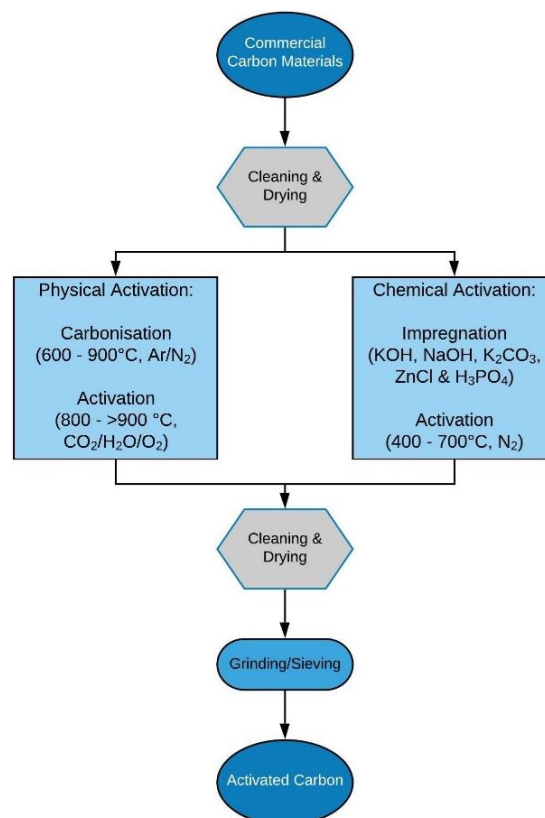 Commercial
Carbon Materials
Cleaning &
Drying
Physical Activation:
Carbonisation
(600 - 900°C, Ar/N₂)
Activation
(800 - >900 °C,
CO₂/H₂O/O₂)
Chemical Activation:
Impregnation
(KOH, NaOH, K₂CO₃,
ZnCl & H₃PO₄)
Activation
(400 - 700°C, N₂)
Cleaning &
Drying
Grinding/Sieving
Activated Carbon